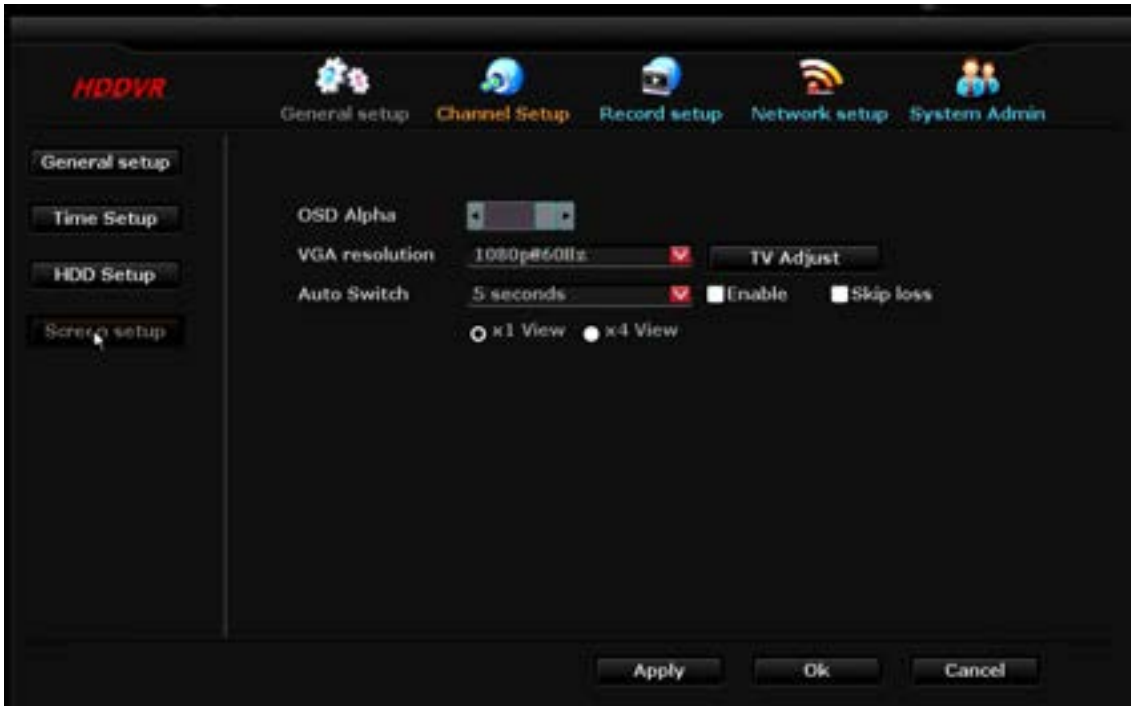 HDDVR
General setup Channel Setup Record setup Network setup System Admin
General setup
Time Setup
HDD Setup
Screen setup
OSD Alpha
VGA resolution 1080p@60Hz TV Adjust
Auto Switch 5 seconds Enable Skip loss
x1 View x4 View
Apply Ok Cancel